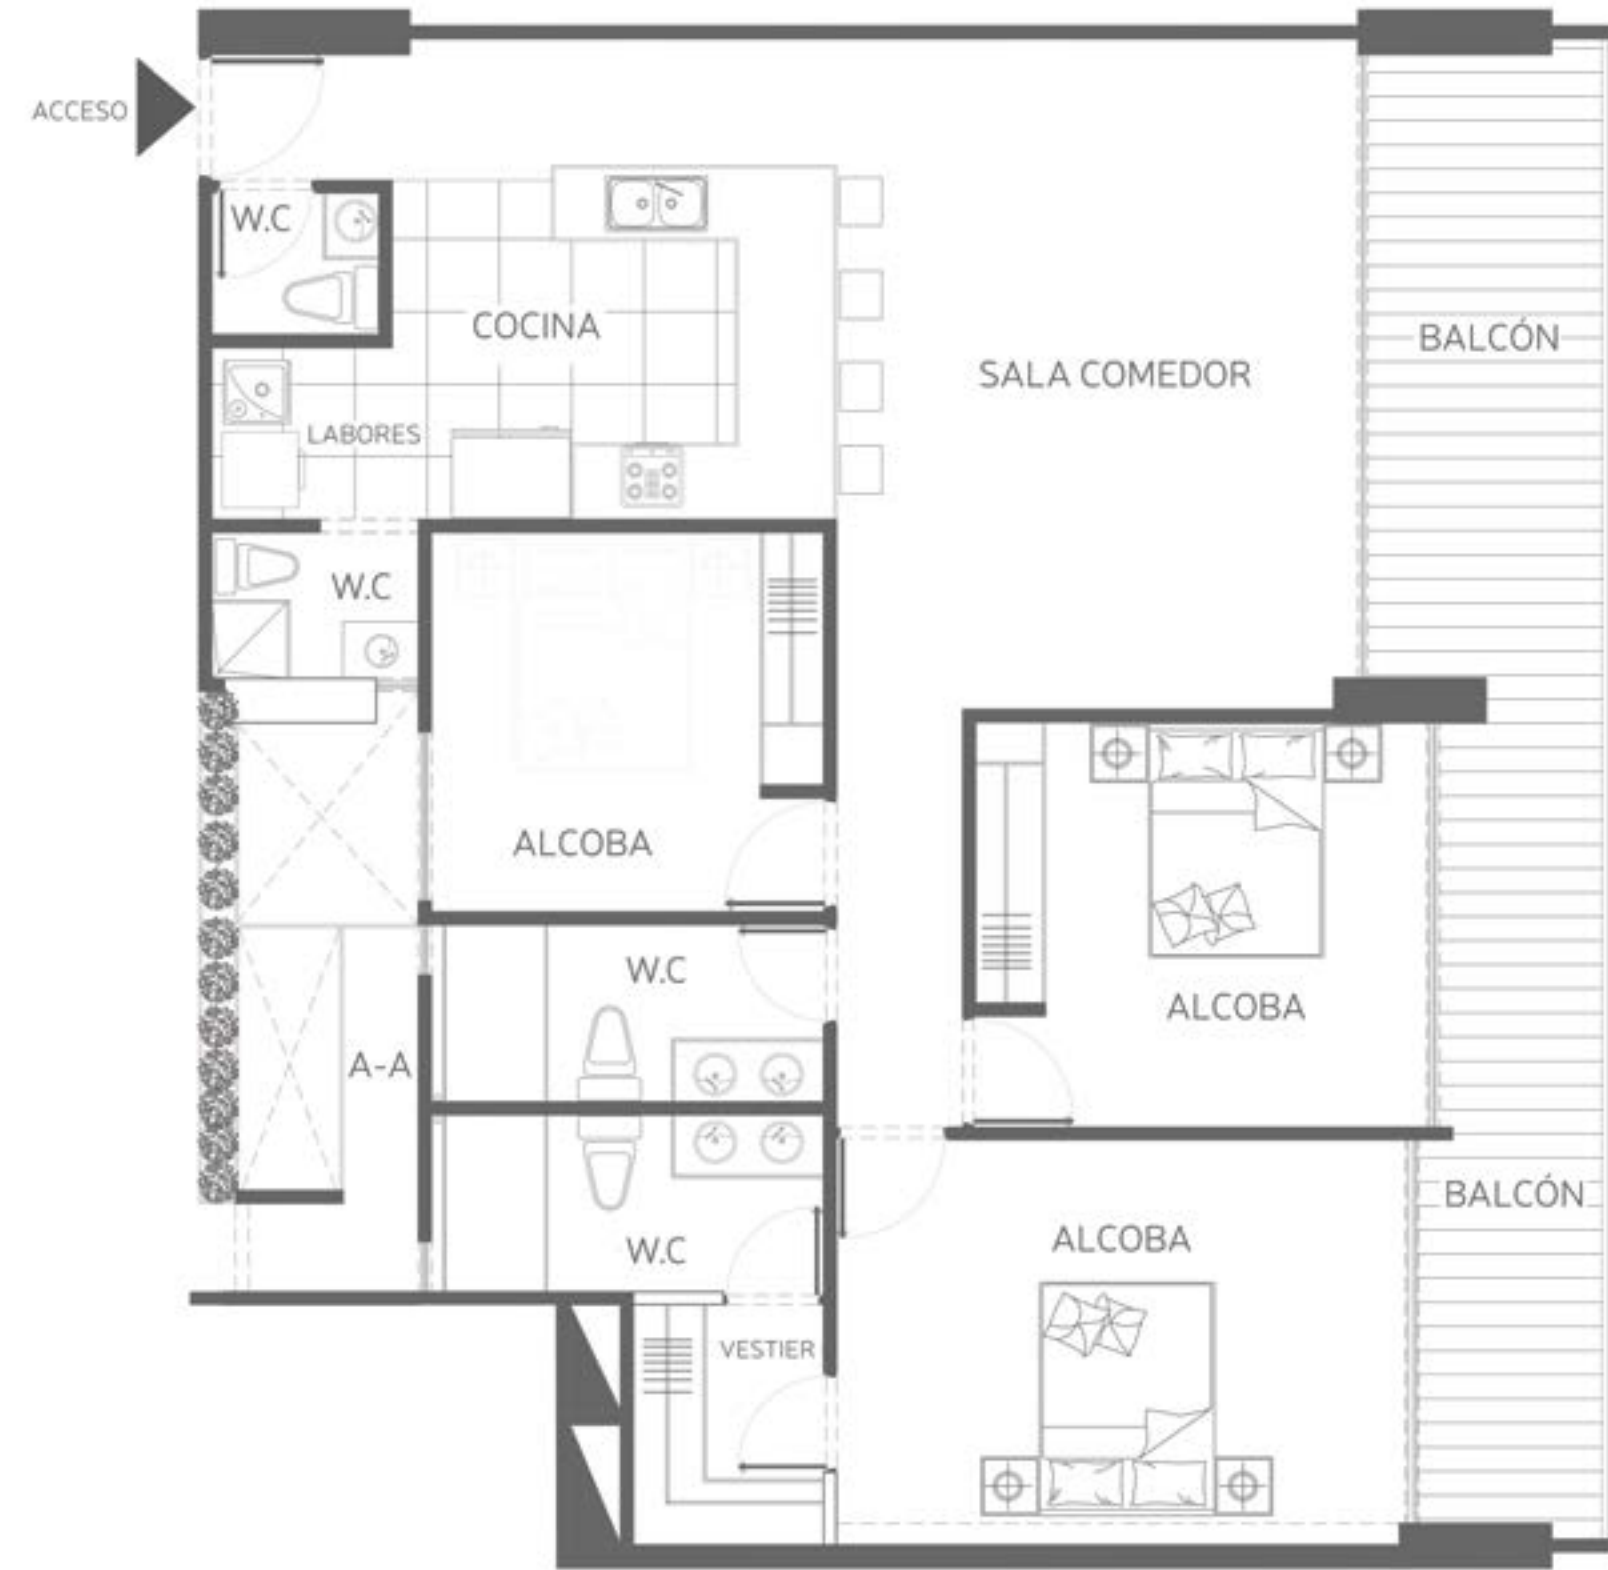 ACCESO
W.C
COCINA
SALA COMEDOR
BALCÓN
LABORES
W.C
ALCOBA
W.C
ALCOBA
A-A
W.C
ALCOBA
BALCÓN
VESTIER